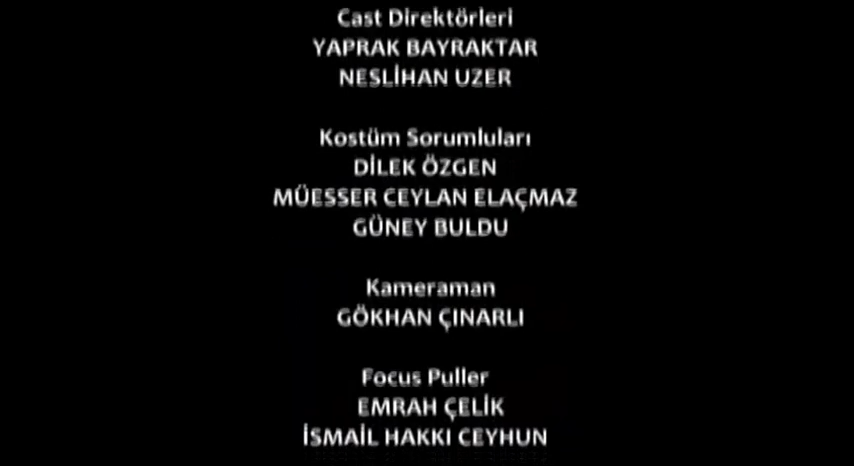 Cast Direktörleri
YAPRAK BAYRAKTAR
NESLİHAN UZER
Kostüm Sorumluları
DİLEK ÖZGEN
MÜESSER CEYLAN ELAÇMAZ
GÜNEY BULDU
Kameraman
GÖKHAN ÇINARLI
Focus Puller
EMRAH ÇELİK
İSMAİL HAKKI CEYHUN